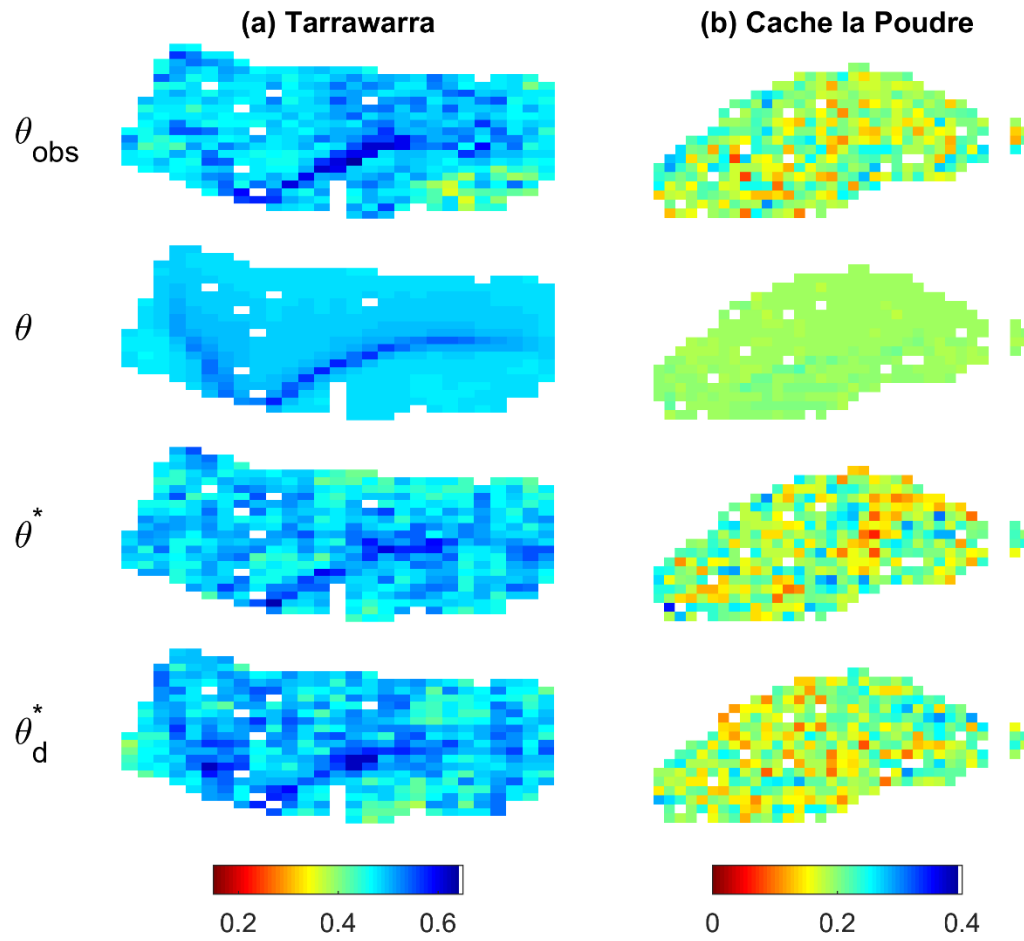 (a) Tarrawarra (b) Cache la Poudre
θobs
θ
θ*
θ*d
0.2 0.4 0.6 0 0.2 0.4